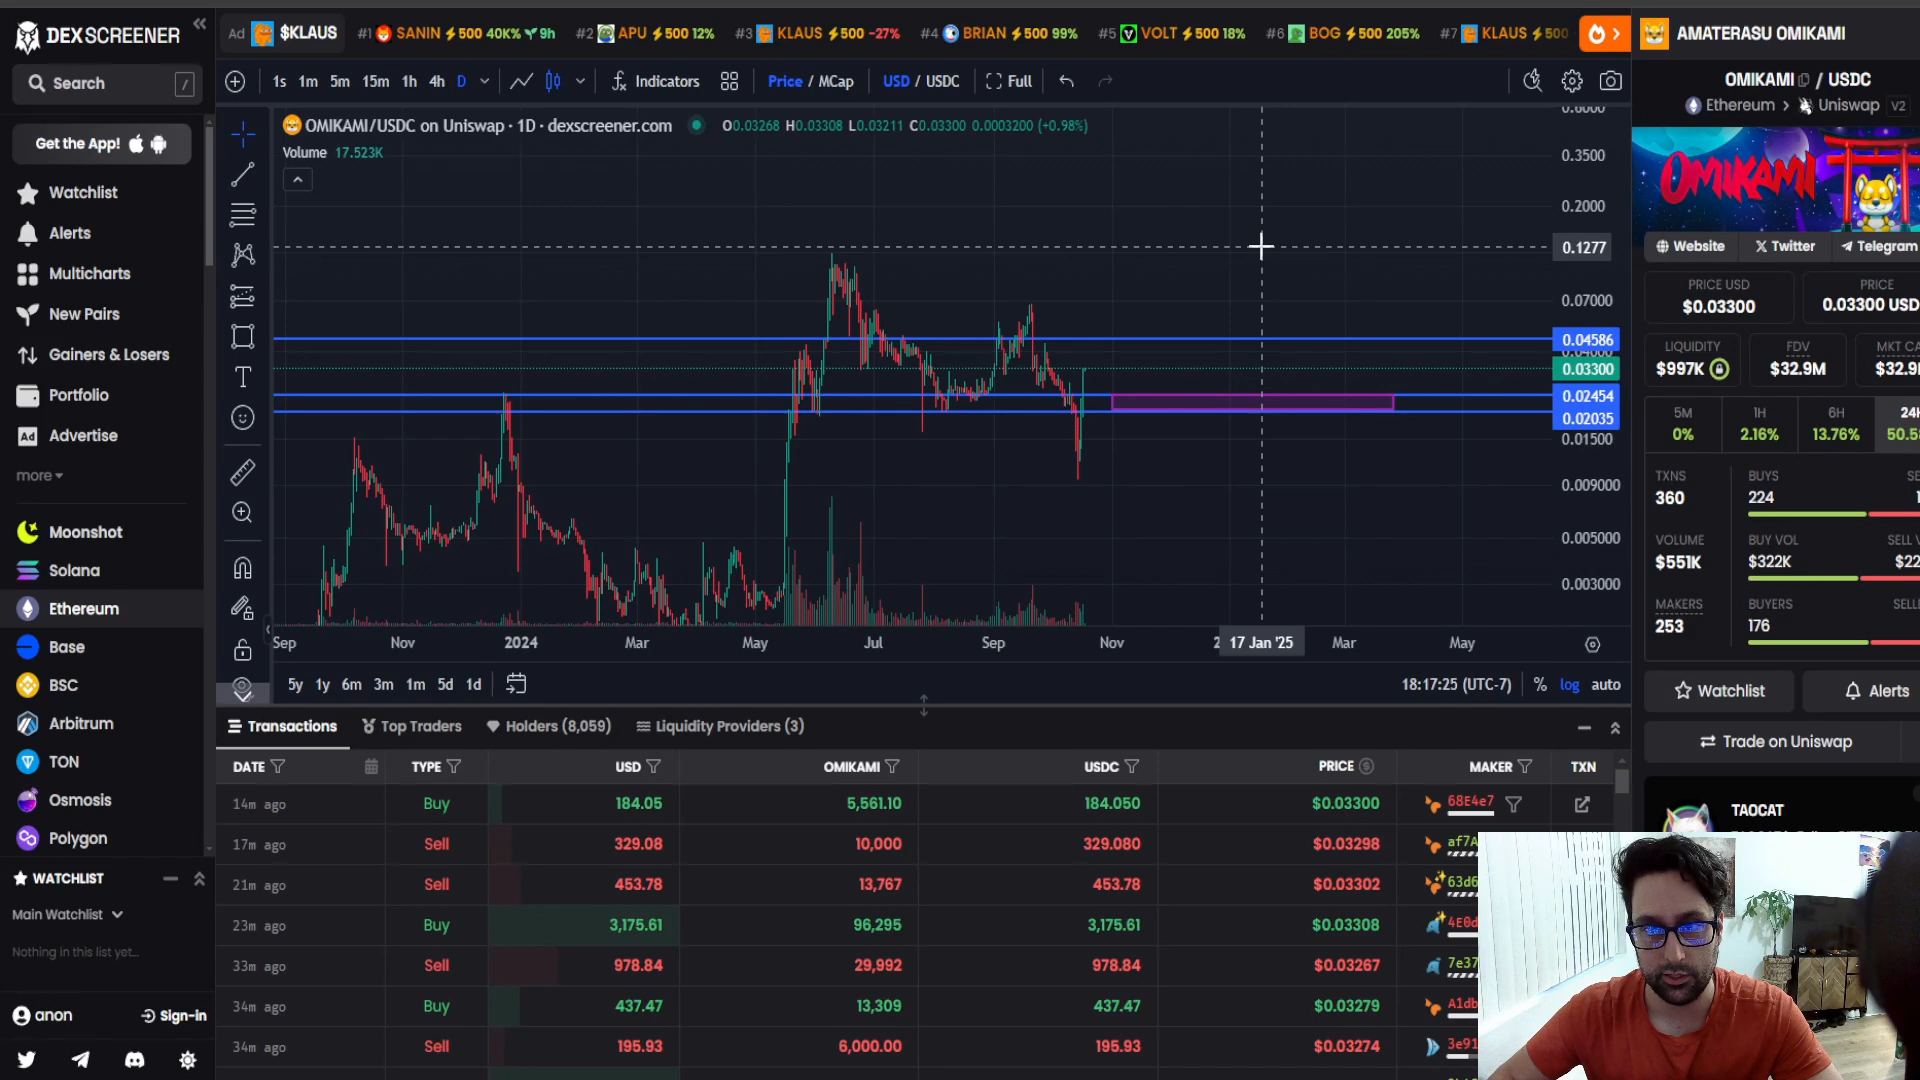 DEX SCREENER
Search /
Get the App!
Watchlist
Alerts
Multicharts
New Pairs
Gainers & Losers
Portfolio
Ad Advertise
more
Moonshot
Solana
Ethereum
Base
BSC
Arbitrum
TON
Osmosis
Polygon
WATCHLIST
Main Watchlist
Nothing in this list yet...
anon Sign-in
Ad $KLAUS #1 SANIN 500 40K% 9h #2 APU 500 12% #3 KLAUS 500 -27% #4 BRIAN 500 99% #5 VOLT 500 18% #6 BOG 500 205% #7 KLAUS 500
1s 1m 5m 15m 1h 4h D Indicators Price / MCap USD / USDC Full
OMIKAMI/USDC on Uniswap · 1D · dexscreener.com O0.03268 H0.03308 L0.03211 C0.03300 0.0003200 (+0.98%)
Volume 17.523K
0.6000
0.3500
0.2000
0.1277
0.07000
0.04586
0.04000
0.03300
0.02454
0.02035
0.01500
0.009000
0.005000
0.003000
Sep Nov 2024 Mar May Jul Sep Nov 2 17 Jan '25 Mar May
5y 1y 6m 3m 1m 5d 1d 18:17:25 (UTC-7) % log auto
Transactions Top Traders Holders (8,059) Liquidity Providers (3)
DATE TYPE USD OMIKAMI USDC PRICE MAKER TXN
14m ago Buy 184.05 5,561.10 184.050 $0.03300 68E4e7
17m ago Sell 329.08 10,000 329.080 $0.03298 af7A
21m ago Sell 453.78 13,767 453.78 $0.03302 63d6
23m ago Buy 3,175.61 96,295 3,175.61 $0.03308 4E0d
33m ago Sell 978.84 29,992 978.84 $0.03267 7e37
34m ago Buy 437.47 13,309 437.47 $0.03279 A1db
34m ago Sell 195.93 6,000.00 195.93 $0.03274 3e91
AMATERASU OMIKAMI
OMIKAMI / USDC
Ethereum > Uniswap V2
OMIKAMI
Website Twitter Telegram
PRICE USD PRICE
$0.03300 0.03300 USD
LIQUIDITY FDV MKT CA
$997K $32.9M $32.9
5M 1H 6H 24
0% 2.16% 13.76% 50.5
TXNS BUYS SE
360 224 1
VOLUME BUY VOL SELL V
$551K $322K $22
MAKERS BUYERS SELLE
253 176
Watchlist Alerts
Trade on Uniswap
TAOCAT